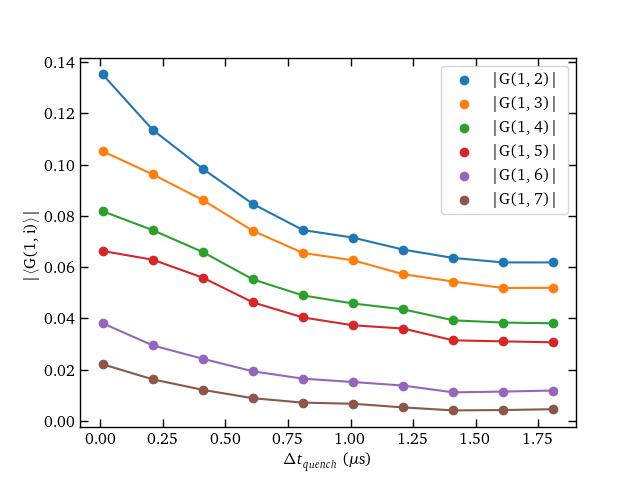 0.14
0.12
0.10
0.08
0.06
0.04
0.02
0.00
|⟨G(1, i)⟩|
|G(1, 2)|
|G(1, 3)|
|G(1, 4)|
|G(1, 5)|
|G(1, 6)|
|G(1, 7)|
0.00 0.25 0.50 0.75 1.00 1.25 1.50 1.75
Δt_quench (μs)